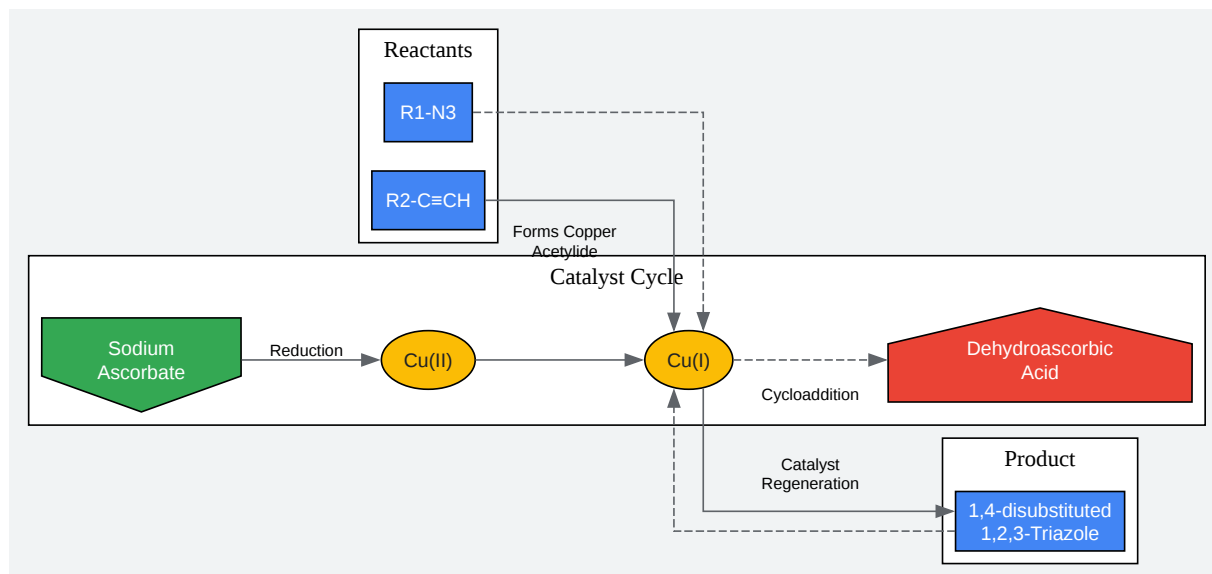 Reactants
R1-N3
R2-C≡CH
Forms Copper
Acetylide
Catalyst Cycle
Sodium
Ascorbate
Reduction
Cu(II)
Cu(I)
Dehydroascorbic
Acid
Cycloaddition
Catalyst
Regeneration
Product
1,4-disubstituted
1,2,3-Triazole